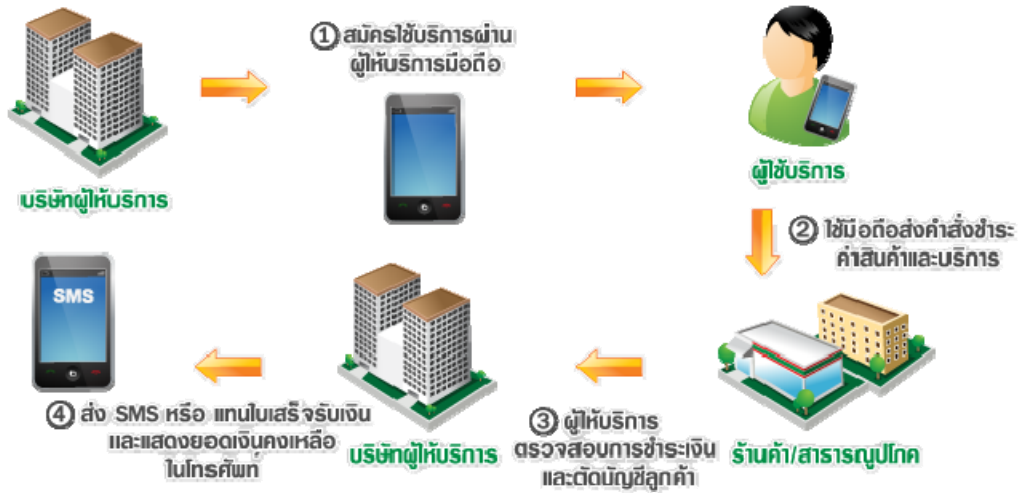 ① สมัครใช้บริการผ่าน
ผู้ให้บริการมือถือ
บริษัทผู้ให้บริการ
ผู้ใช้บริการ
② ใช้มือถือส่งคำสั่งชำระ
ค่าสินค้าและบริการ
ร้านค้า/สาธารณูปโภค
③ ผู้ให้บริการ
ตรวจสอบการชำระเงิน
และตัดบัญชีลูกค้า
บริษัทผู้ให้บริการ
SMS
④ ส่ง SMS หรือ แทนใบเสร็จรับเงิน
และแสดงยอดเงินคงเหลือ
ในโทรศัพท์